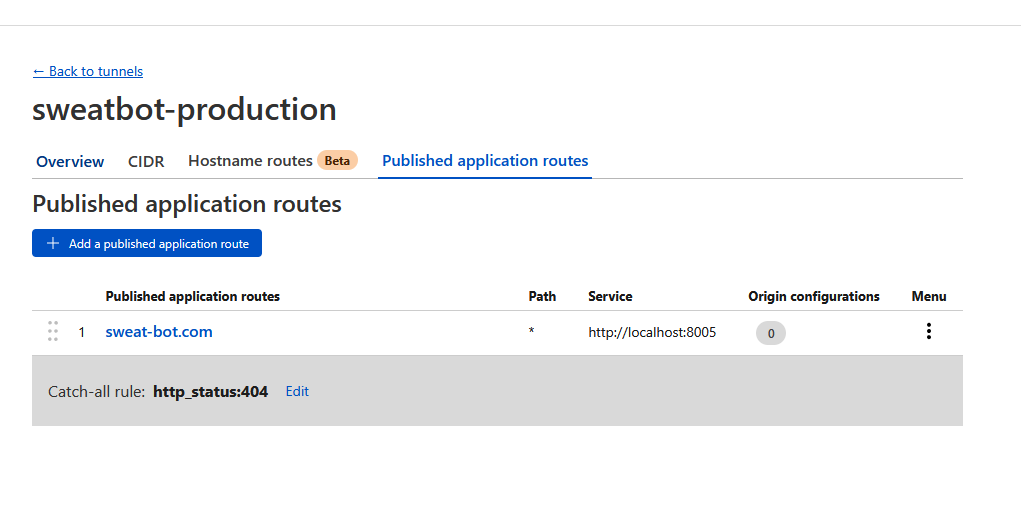 ← Back to tunnels
sweatbot-production
Overview CIDR Hostname routes Beta Published application routes
Published application routes
+ Add a published application route
Published application routes Path Service Origin configurations Menu
1 sweat-bot.com * http://localhost:8005 0
Catch-all rule: http_status:404 Edit